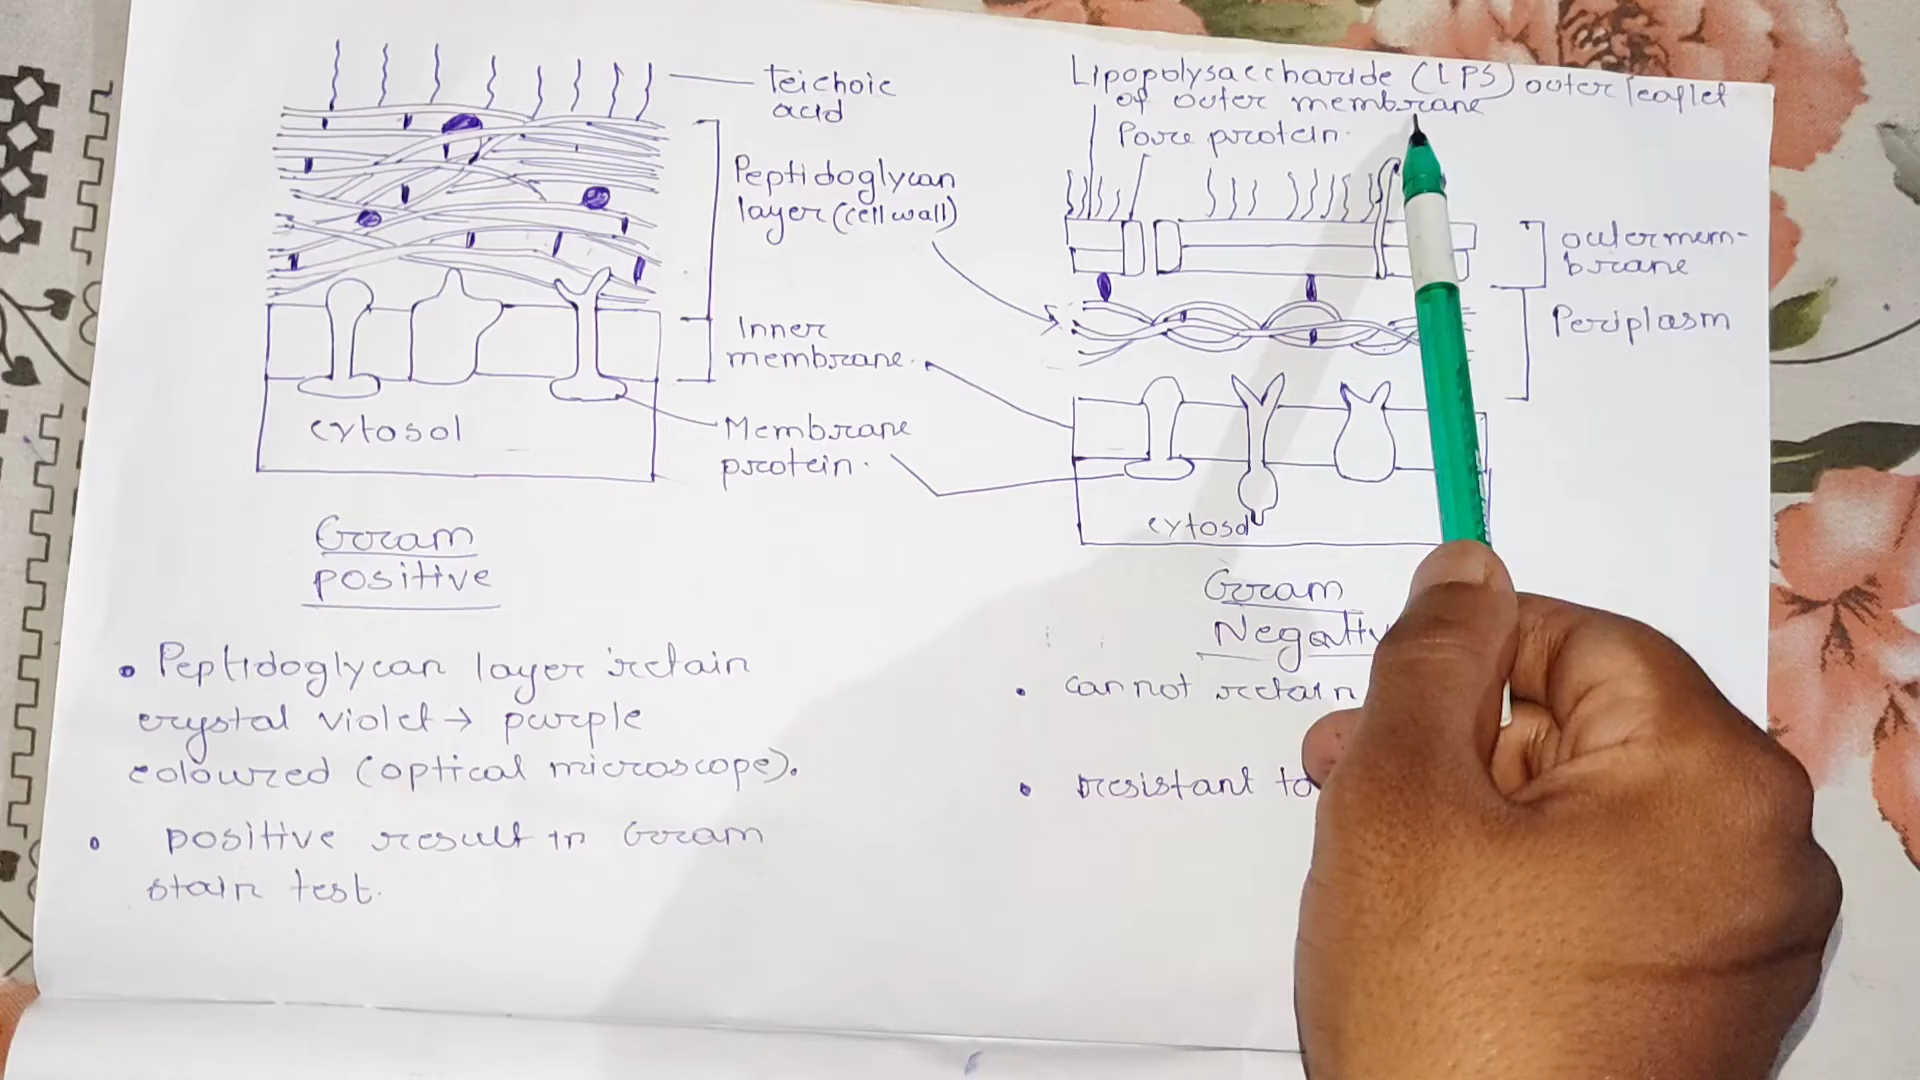 Teichoic
acid
Peptidoglycan
layer (cell wall)
Inner
membrane.
Membrane
protein.
cytosol
Gram
positive
• Peptidoglycan layer retain
crystal violet → purple
coloured (optical microscope).
• positive result in Gram
stain test.
Lipopolysaccharide (LPS) outer leaflet
of outer membrane
Pore protein.
outer mem-
brane
Periplasm
cytosol
Gram
• cannot retain
• resistant to